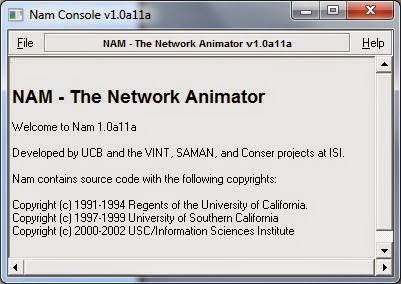 Nam Console v1.0a11a
File NAM - The Network Animator v1.0a11a Help
NAM - The Network Animator
Welcome to Nam 1.0a11a
Developed by UCB and the VINT, SAMAN, and Conser projects at ISI.
Nam contains source code with the following copyrights:
Copyright (c) 1991-1994 Regents of the University of California.
Copyright (c) 1997-1999 University of Southern California
Copyright (c) 2000-2002 USC/Information Sciences Institute